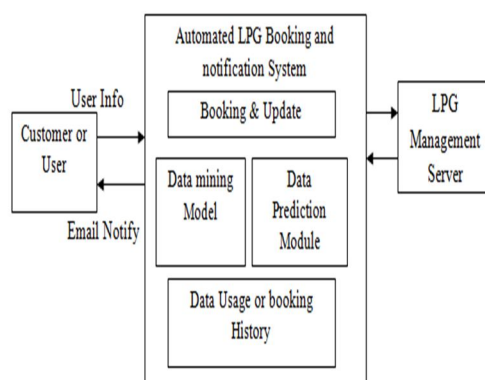 Automated LPG Booking and
notification System
User Info
Booking & Update
LPG
Management
Server
Customer or
User
Data mining
Model
Data
Prediction
Module
Email Notify
Data Usage or booking
History